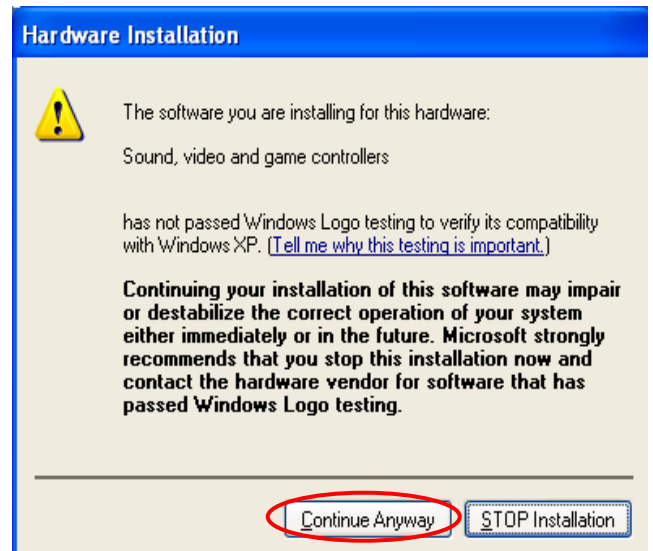 Hardware Installation
The software you are installing for this hardware:
Sound, video and game controllers
has not passed Windows Logo testing to verify its compatibility
with Windows XP. (Tell me why this testing is important.)
Continuing your installation of this software may impair
or destabilize the correct operation of your system
either immediately or in the future. Microsoft strongly
recommends that you stop this installation now and
contact the hardware vendor for software that has
passed Windows Logo testing.
Continue Anyway
STOP Installation